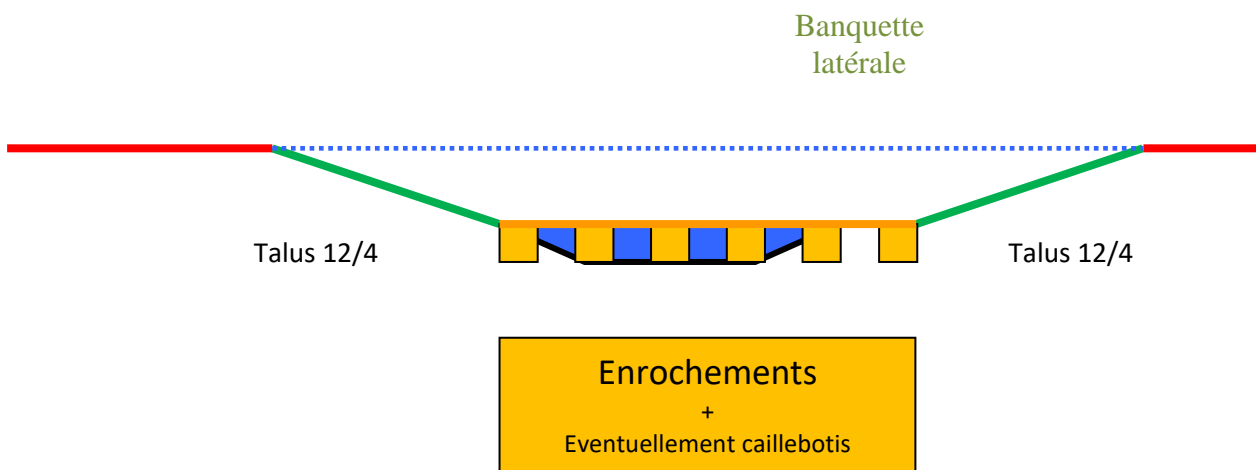 Banquette
latérale
Talus 12/4
Talus 12/4
Enrochements
+
Eventuellement caillebotis